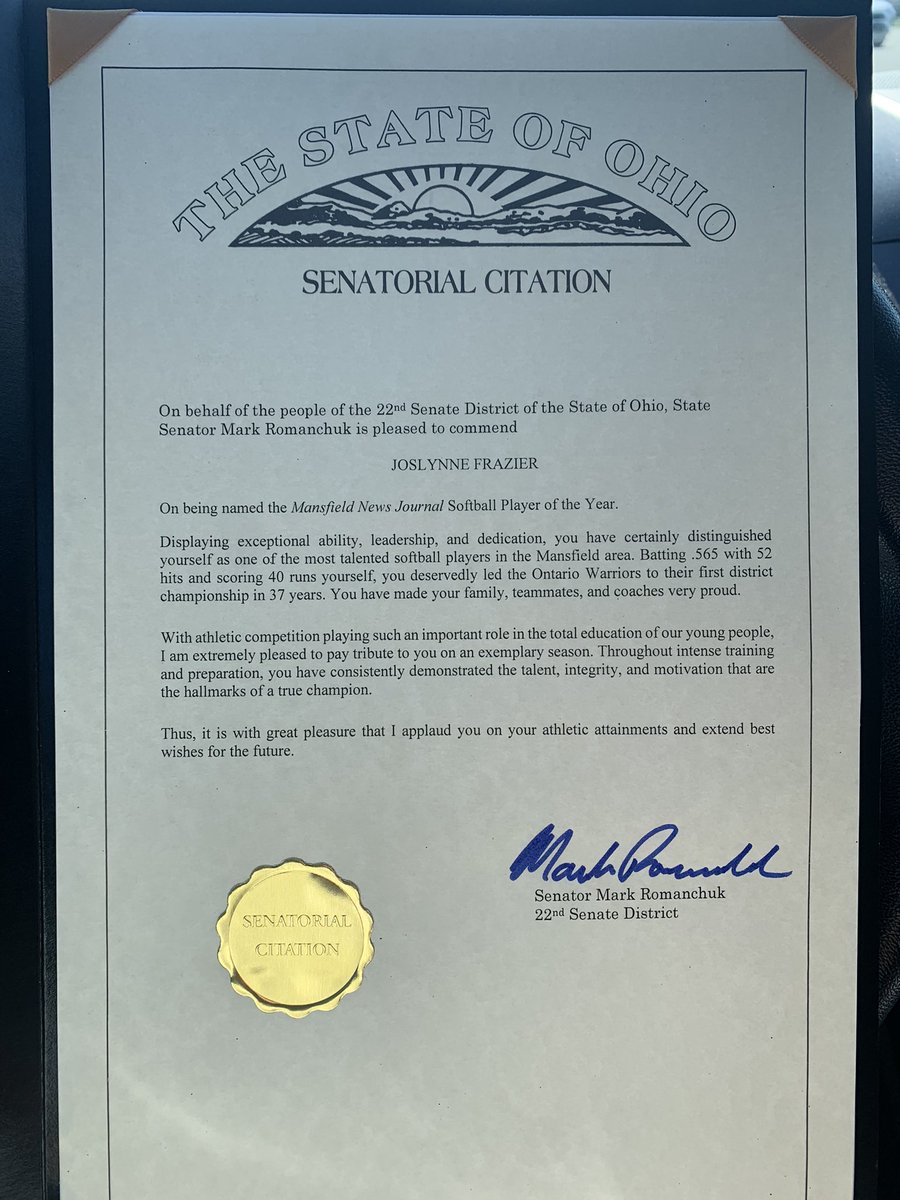 THE STATE OF OHIO
SENATORIAL CITATION
On behalf of the people of the 22nd Senate District of the State of Ohio, State
Senator Mark Romanchuk is pleased to commend
JOSLYNNE FRAZIER
On being named the Mansfield News Journal Softball Player of the Year.
Displaying exceptional ability, leadership, and dedication, you have certainly distinguished
yourself as one of the most talented softball players in the Mansfield area. Batting .565 with 52
hits and scoring 40 runs yourself, you deservedly led the Ontario Warriors to their first district
championship in 37 years. You have made your family, teammates, and coaches very proud.
With athletic competition playing such an important role in the total education of our young people,
I am extremely pleased to pay tribute to you on an exemplary season. Throughout intense training
and preparation, you have consistently demonstrated the talent, integrity, and motivation that are
the hallmarks of a true champion.
Thus, it is with great pleasure that I applaud you on your athletic attainments and extend best
wishes for the future.
Mark Romanchuk
Senator Mark Romanchuk
22nd Senate District
SENATORIAL
CITATION